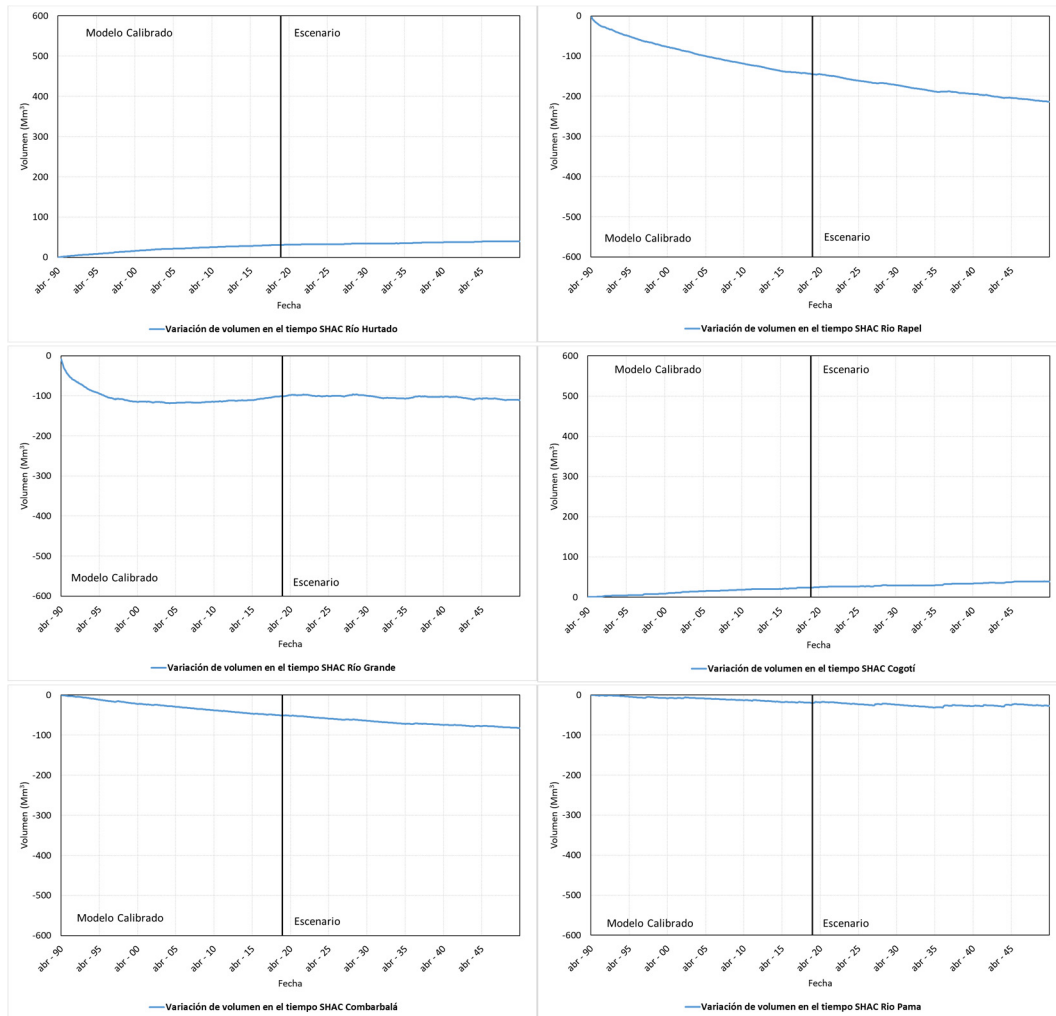 600
500
400
300
200
100
0
Volumen (Mm³)
Modelo Calibrado
Escenario
abr - 90
abr - 95
abr - 00
abr - 05
abr - 10
abr - 15
abr - 20
abr - 25
abr - 30
abr - 35
abr - 40
abr - 45
Fecha
Variación de volumen en el tiempo SHAC Río Hurtado
0
-100
-200
-300
-400
-500
-600
Volumen (Mm³)
Modelo Calibrado
Escenario
abr - 90
abr - 95
abr - 00
abr - 05
abr - 10
abr - 15
abr - 20
abr - 25
abr - 30
abr - 35
abr - 40
abr - 45
Fecha
Variación de volumen en el tiempo SHAC Rio Rapel
0
-100
-200
-300
-400
-500
-600
Volumen (Mm³)
Modelo Calibrado
Escenario
abr - 90
abr - 95
abr - 00
abr - 05
abr - 10
abr - 15
abr - 20
abr - 25
abr - 30
abr - 35
abr - 40
abr - 45
Fecha
Variación de volumen en el tiempo SHAC Río Grande
600
500
400
300
200
100
0
Volumen (Mm³)
Modelo Calibrado
Escenario
abr - 90
abr - 95
abr - 00
abr - 05
abr - 10
abr - 15
abr - 20
abr - 25
abr - 30
abr - 35
abr - 40
abr - 45
Fecha
Variación de volumen en el tiempo SHAC Cogotí
0
-100
-200
-300
-400
-500
-600
Volumen (Mm³)
Modelo Calibrado
Escenario
abr - 90
abr - 95
abr - 00
abr - 05
abr - 10
abr - 15
abr - 20
abr - 25
abr - 30
abr - 35
abr - 40
abr - 45
Fecha
Variación de volumen en el tiempo SHAC Combarbalá
0
-100
-200
-300
-400
-500
-600
Volumen (Mm³)
Modelo Calibrado
Escenario
abr - 90
abr - 95
abr - 00
abr - 05
abr - 10
abr - 15
abr - 20
abr - 25
abr - 30
abr - 35
abr - 40
abr - 45
Fecha
Variación de volumen en el tiempo SHAC Rio Pama